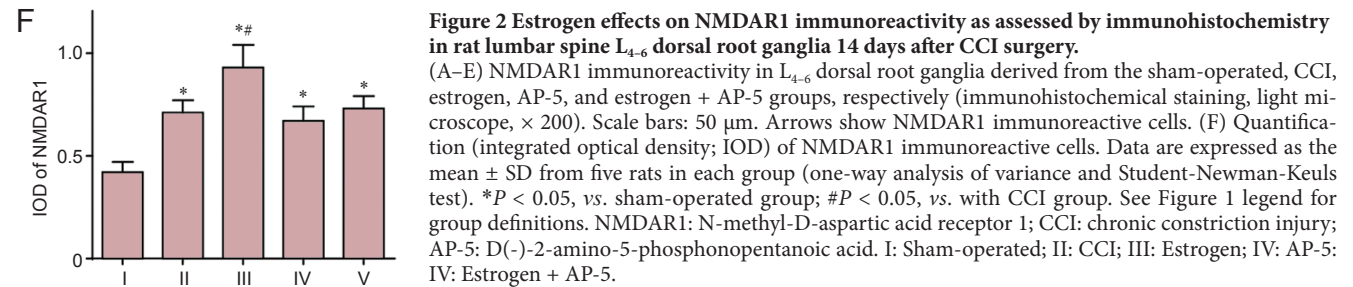 F
IOD of NMDAR1
1.0
0.5
0
*
*#
*
*
I
II
III
IV
V
Figure 2 Estrogen effects on NMDAR1 immunoreactivity as assessed by immunohistochemistry
in rat lumbar spine L4–6 dorsal root ganglia 14 days after CCI surgery.
(A–E) NMDAR1 immunoreactivity in L4–6 dorsal root ganglia derived from the sham-operated, CCI,
estrogen, AP-5, and estrogen + AP-5 groups, respectively (immunohistochemical staining, light mi-
croscope, × 200). Scale bars: 50 μm. Arrows show NMDAR1 immunoreactive cells. (F) Quantifica-
tion (integrated optical density; IOD) of NMDAR1 immunoreactive cells. Data are expressed as the
mean ± SD from five rats in each group (one-way analysis of variance and Student-Newman-Keuls
test). *P < 0.05, vs. sham-operated group; #P < 0.05, vs. with CCI group. See Figure 1 legend for
group definitions. NMDAR1: N-methyl-D-aspartic acid receptor 1; CCI: chronic constriction injury;
AP-5: D(-)-2-amino-5-phosphonopentanoic acid. I: Sham-operated; II: CCI; III: Estrogen; IV: AP-5:
IV: Estrogen + AP-5.